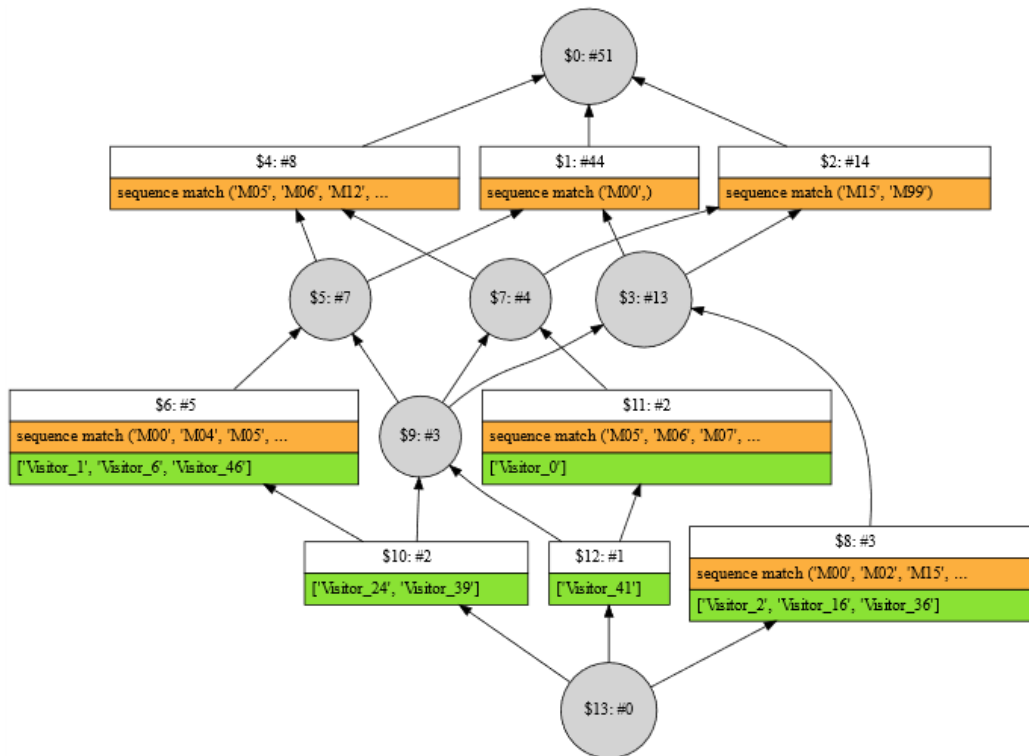 $0: #51
$4: #8
sequence match ('M05', 'M06', 'M12', ...
$1: #44
sequence match ('M00',)
$2: #14
sequence match ('M15', 'M99')
$5: #7
$7: #4
$3: #13
$6: #5
sequence match ('M00', 'M04', 'M05', ...
['Visitor_1', 'Visitor_6', 'Visitor_46']
$9: #3
$11: #2
sequence match ('M05', 'M06', 'M07', ...
['Visitor_0']
$10: #2
['Visitor_24', 'Visitor_39']
$12: #1
['Visitor_41']
$8: #3
sequence match ('M00', 'M02', 'M15', ...
['Visitor_2', 'Visitor_16', 'Visitor_36']
$13: #0